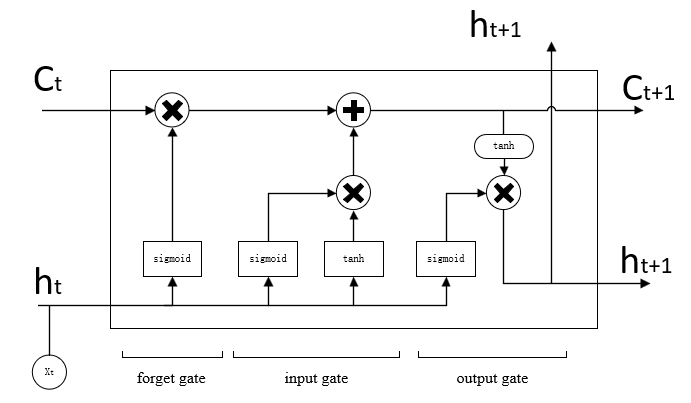 ht+1
Ct
Ct+1
tanh
sigmoid
sigmoid
tanh
sigmoid
ht
ht+1
Xt
forget gate
input gate
output gate